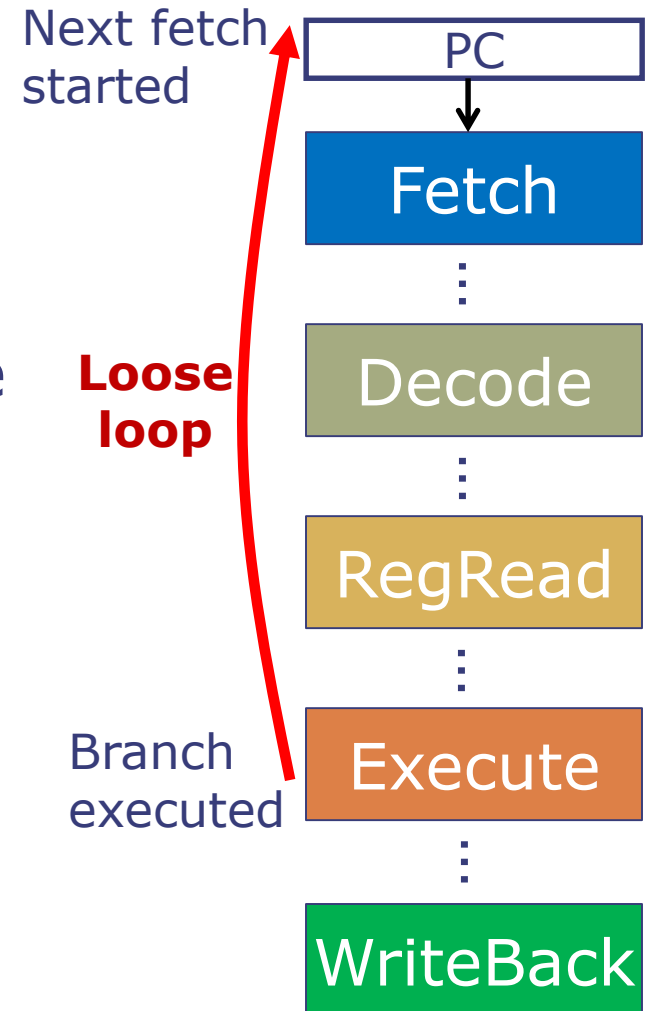 Next fetch
started
PC
Fetch
Decode
e
Loose
loop
RegRead
Branch
executed
Execute
WriteBack